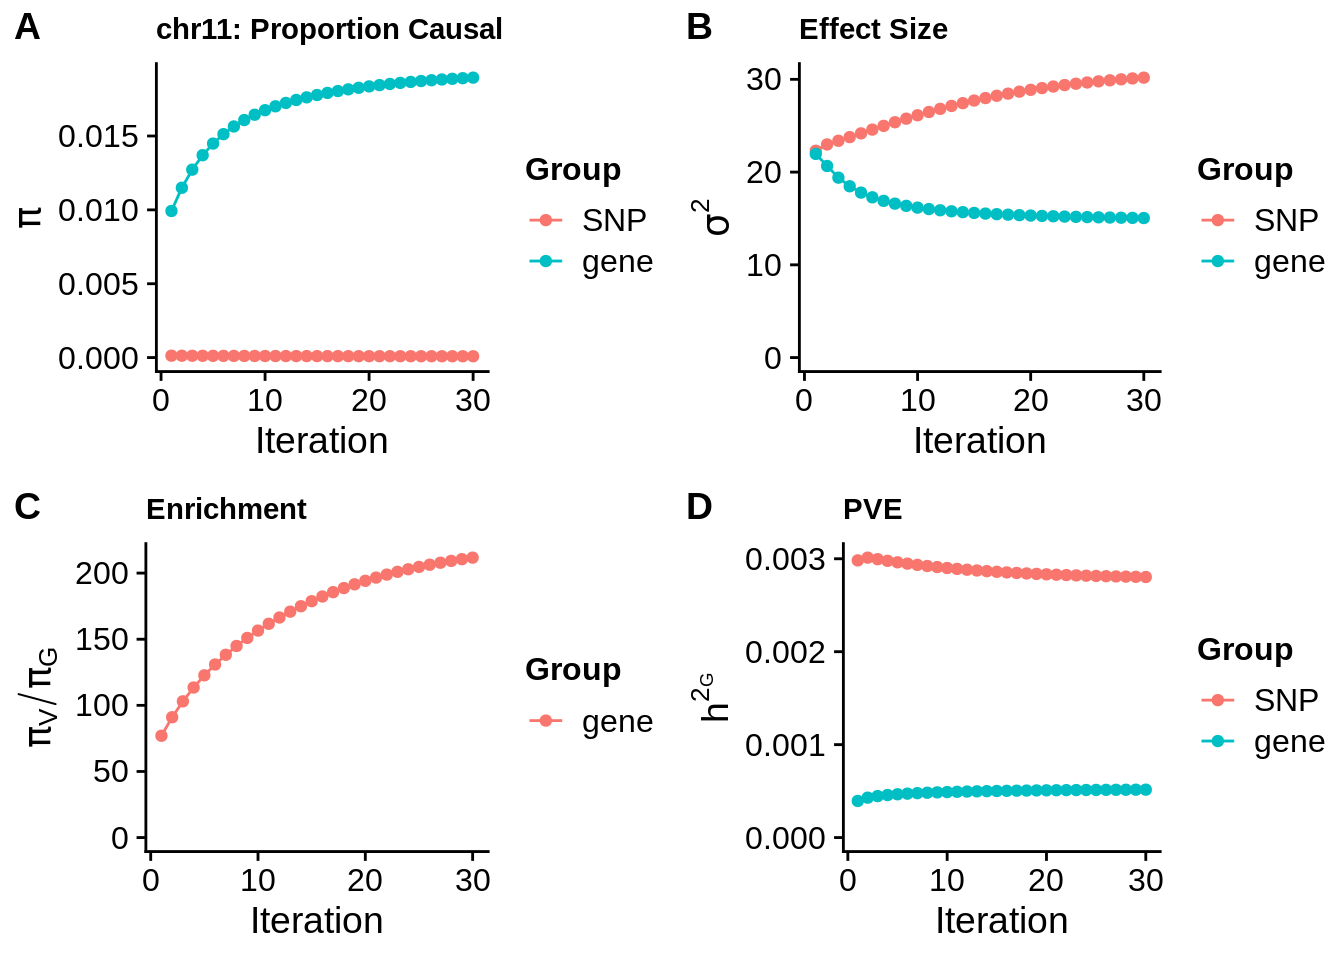 A
chr11: Proportion Causal
0.015
0.010
0.005
0.000
π
0 10 20 30
Iteration
Group
SNP
gene
B
Effect Size
30
20
10
0
σ²
0 10 20 30
Iteration
Group
SNP
gene
C
Enrichment
200
150
100
50
0
πV/πG
0 10 20 30
Iteration
Group
gene
D
PVE
0.003
0.002
0.001
0.000
h²G
0 10 20 30
Iteration
Group
SNP
gene